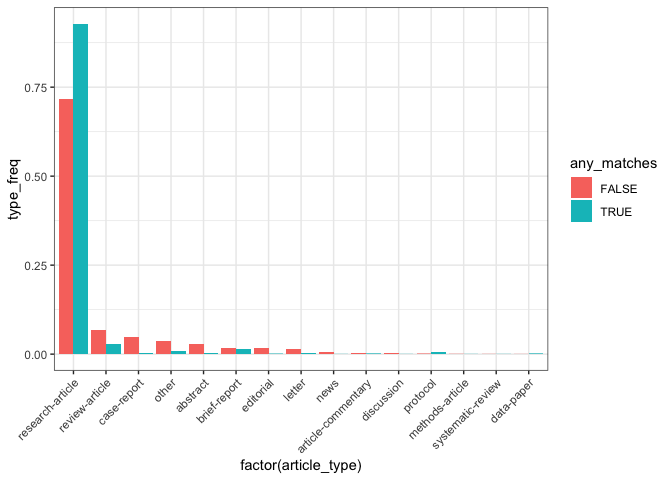 type_freq
0.75
0.50
0.25
0.00
research-article
review-article
case-report
other
abstract
brief-report
editorial
letter
news
article-commentary
discussion
protocol
methods-article
systematic-review
data-paper
factor(article_type)
any_matches
FALSE
TRUE